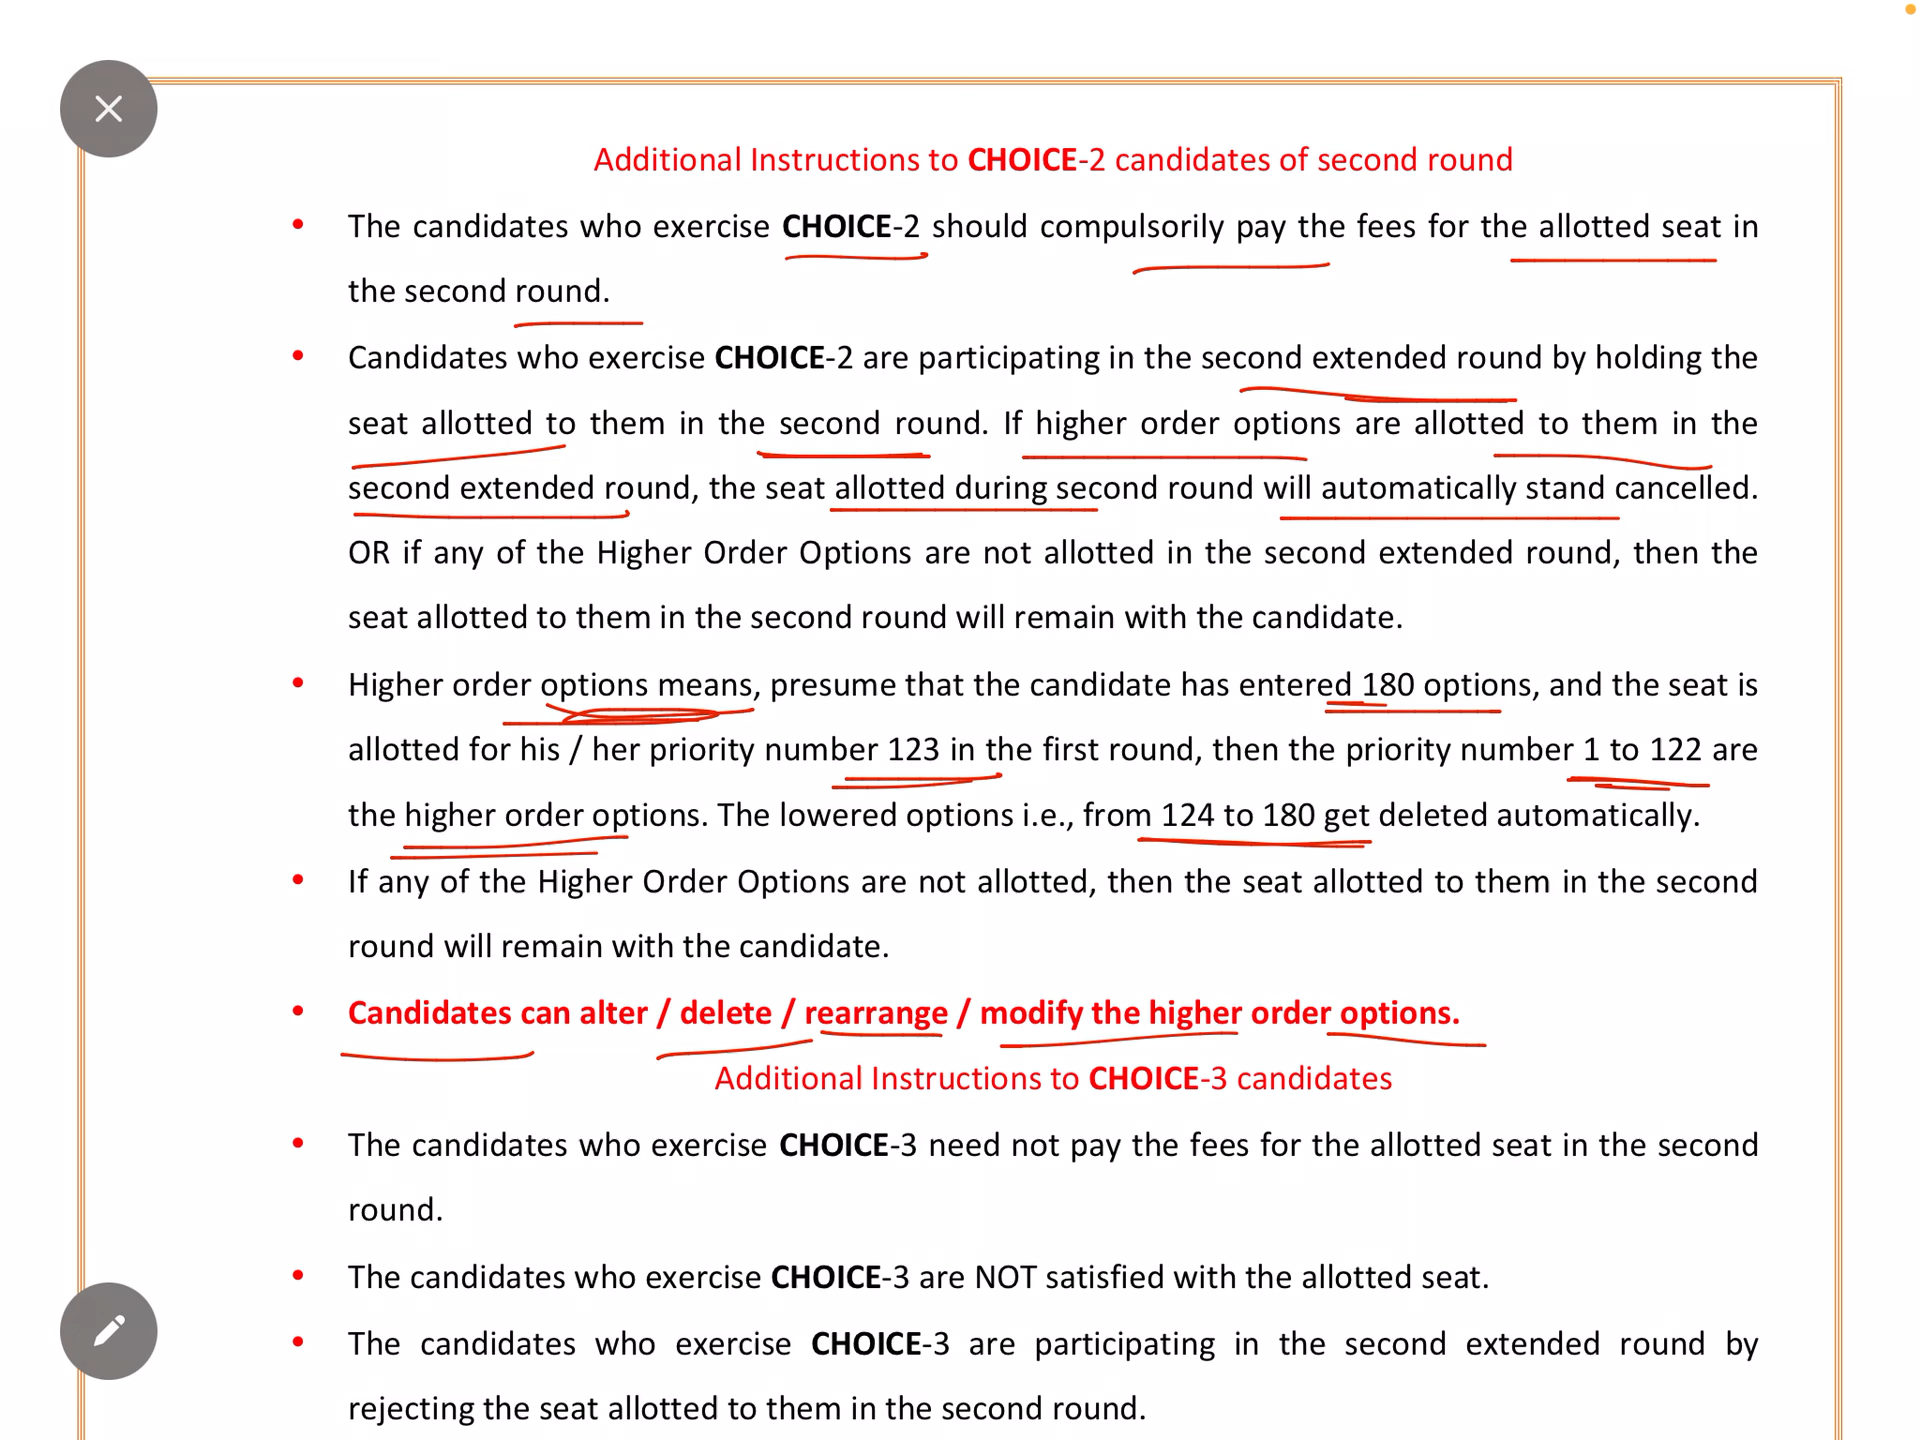 Additional Instructions to CHOICE-2 candidates of second round
• The candidates who exercise CHOICE-2 should compulsorily pay the fees for the allotted seat in
the second round.
• Candidates who exercise CHOICE-2 are participating in the second extended round by holding the
seat allotted to them in the second round. If higher order options are allotted to them in the
second extended round, the seat allotted during second round will automatically stand cancelled.
OR if any of the Higher Order Options are not allotted in the second extended round, then the
seat allotted to them in the second round will remain with the candidate.
• Higher order options means, presume that the candidate has entered 180 options, and the seat is
allotted for his / her priority number 123 in the first round, then the priority number 1 to 122 are
the higher order options. The lowered options i.e., from 124 to 180 get deleted automatically.
• If any of the Higher Order Options are not allotted, then the seat allotted to them in the second
round will remain with the candidate.
• Candidates can alter / delete / rearrange / modify the higher order options.
Additional Instructions to CHOICE-3 candidates
• The candidates who exercise CHOICE-3 need not pay the fees for the allotted seat in the second
round.
• The candidates who exercise CHOICE-3 are NOT satisfied with the allotted seat.
• The candidates who exercise CHOICE-3 are participating in the second extended round by
rejecting the seat allotted to them in the second round.